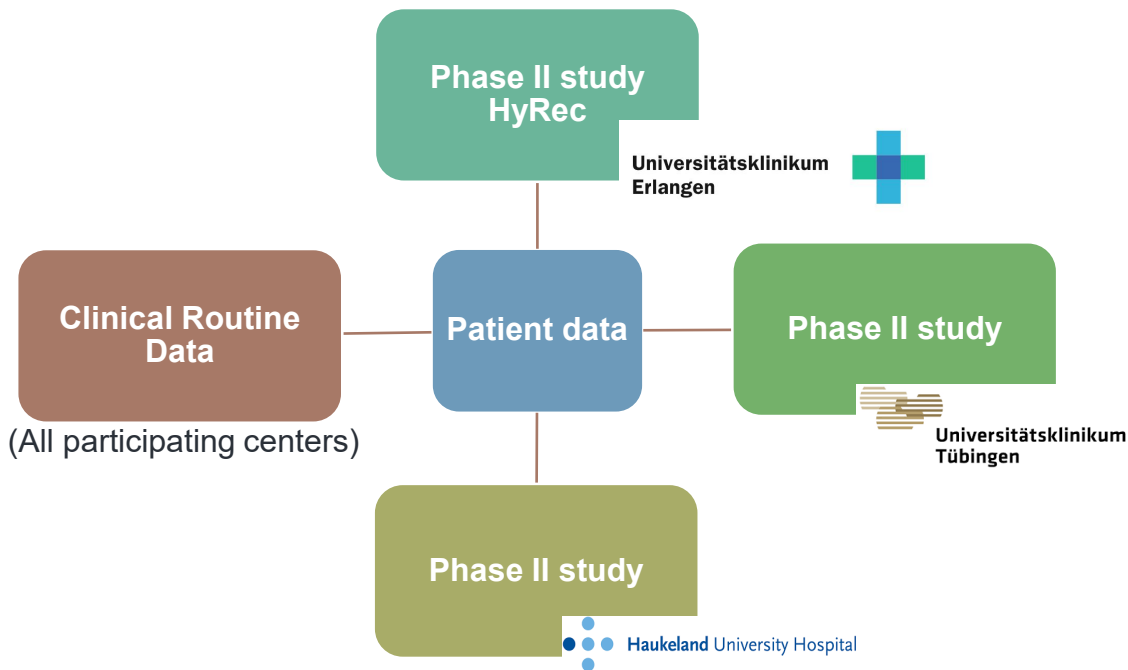 Phase II study
HyRec
Universitätsklinikum
Erlangen
Clinical Routine
Data
(All participating centers)
Patient data
Phase II study
Universitätsklinikum
Tübingen
Phase II study
Haukeland University Hospital